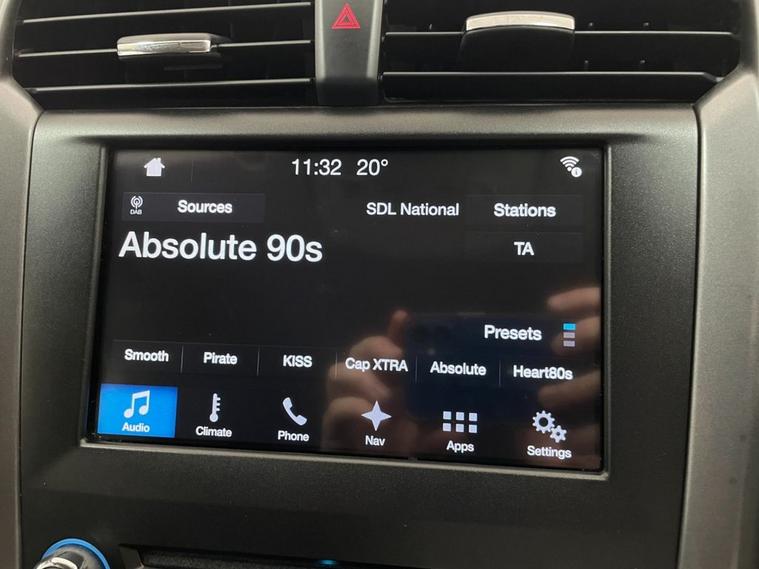 11:32 20°
DAB Sources SDL National Stations
Absolute 90s TA
Presets
Smooth Pirate KISS Cap XTRA Absolute Heart80s
Audio Climate Phone Nav Apps Settings